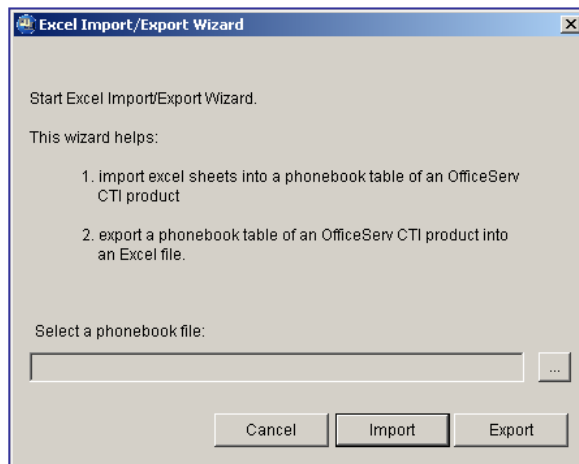 Excel Import/Export Wizard
Start Excel Import/Export Wizard.
This wizard helps:
1. import excel sheets into a phonebook table of an OfficeServ
CTI product
2. export a phonebook table of an OfficeServ CTI product into
an Excel file.
Select a phonebook file:
...
Cancel Import Export